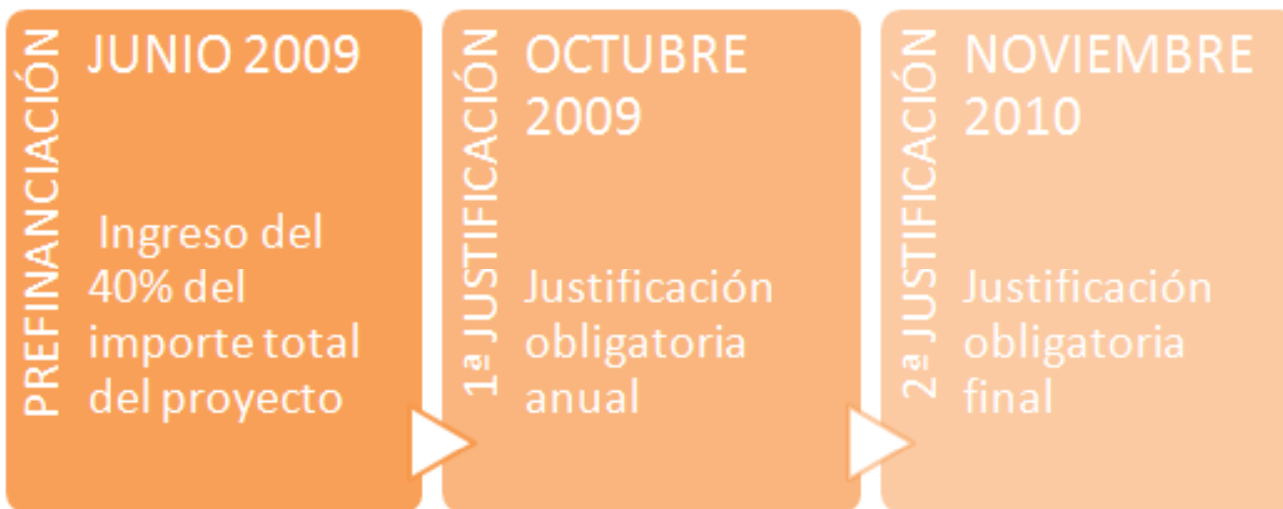 PREFINANCIACIÓN
JUNIO 2009
Ingreso del
40% del
importe total
del proyecto
1ª JUSTIFICACIÓN
OCTUBRE
2009
Justificación
obligatoria
anual
2ª JUSTIFICACIÓN
NOVIEMBRE
2010
Justificación
obligatoria
final